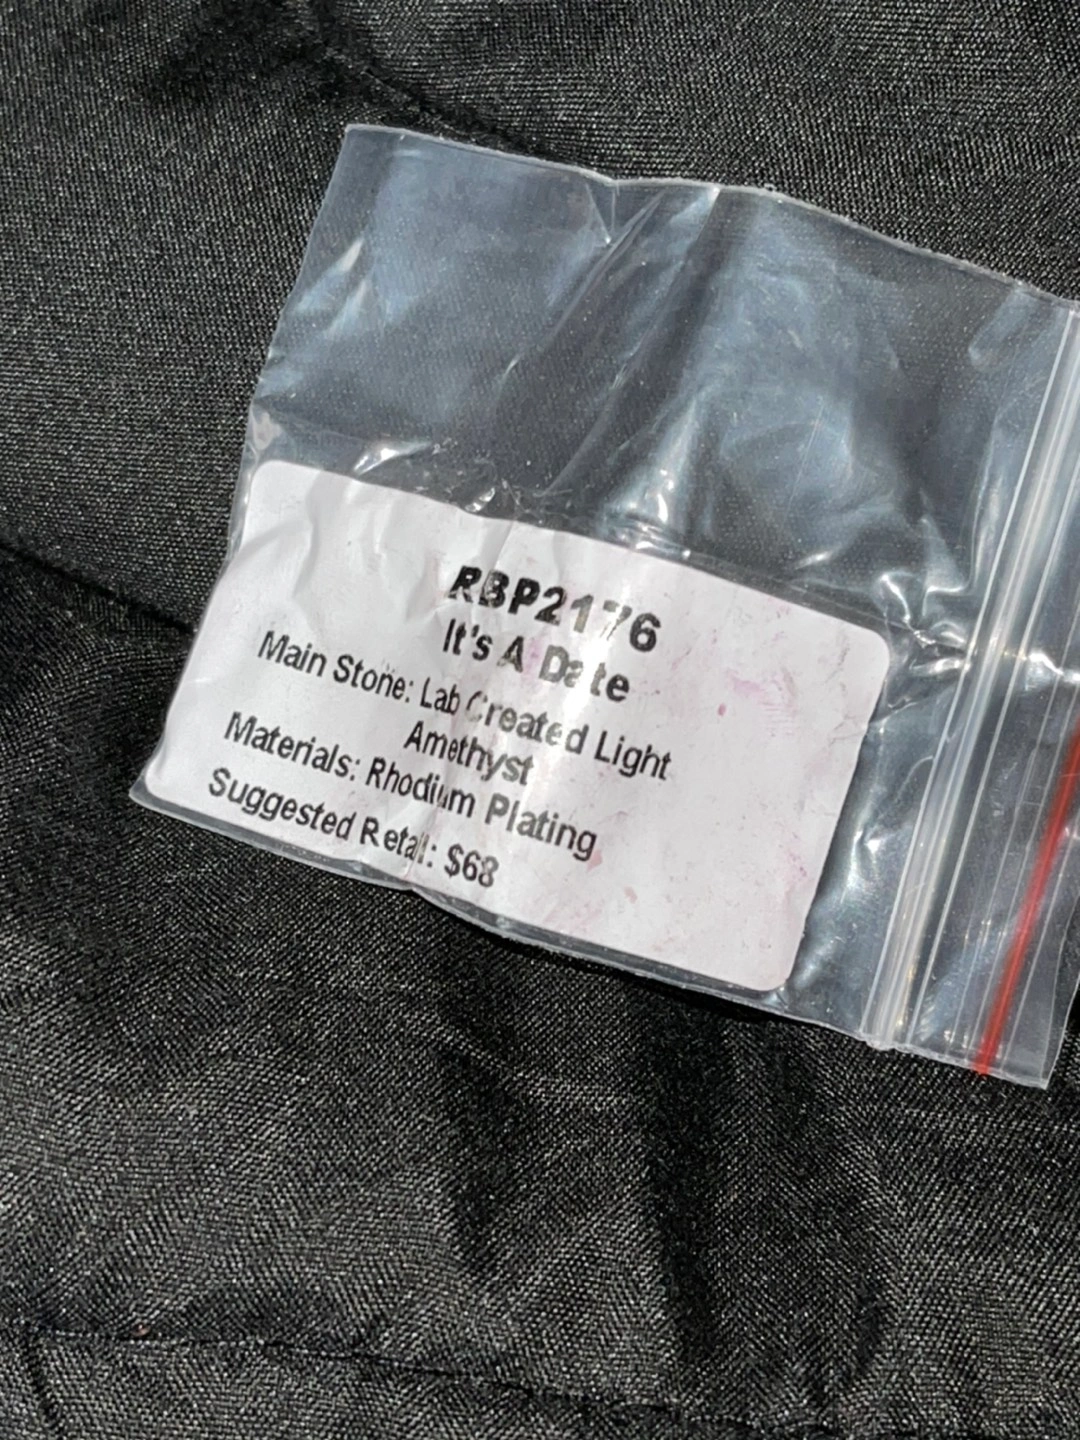 RBP2176
It's A Date
Main Stone: Lab Created Light
Amethyst
Materials: Rhodium Plating
Suggested Retail: $68